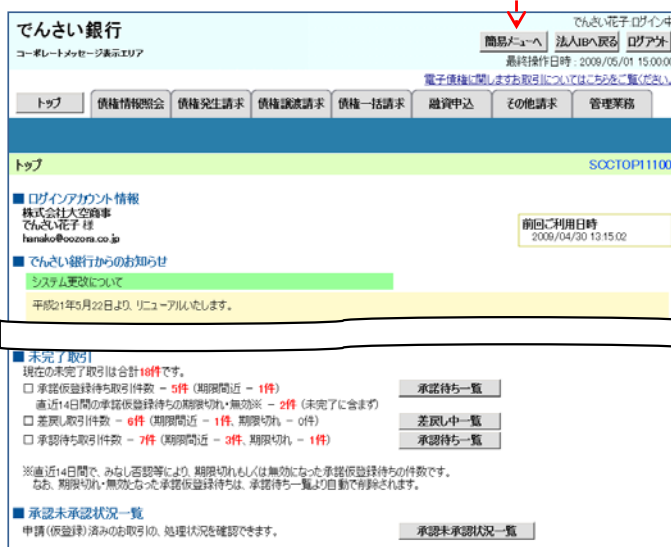 でんさい銀行
コーポレートメッセージ表示エリア
でんさい花子 ログイン中
簡易メニューへ 法人IBへ戻る ログアウト
最終操作日時 : 2009/05/01 15:00:00
電子債権に関しますお取引についてはこちらをご覧ください。
トップ 債権情報照会 債権発生請求 債権譲渡請求 債権一括請求 融資申込 その他請求 管理業務
トップ SCCTOP11100
■ ログインアカウント情報
株式会社大空商事
でんさい花子 様
hanako@oozora.co.jp
前回ご利用日時
2009/04/30 13:15:02
■ でんさい銀行からのお知らせ
システム更改について
平成21年5月22日より、リニューアルいたします。
■ 未完了取引
現在の未完了取引は合計18件です。
□ 承諾仮登録待ち取引件数 − 5件 (期限間近 − 1件)
承諾待ち一覧
直近14日間の承諾仮登録待ちの期限切れ・無効※ − 2件 (未完了に含まず)
□ 差戻し取引件数 − 6件 (期限間近 − 1件、期限切れ − 0件)
差戻し中一覧
□ 承認待ち取引件数 − 7件 (期限間近 − 3件、期限切れ − 1件)
承認待ち一覧
※直近14日間で、みなし否認等により、期限切れもしくは無効になった承諾仮登録待ちの件数です。
なお、期限切れ・無効となった承諾仮登録待ちは、承諾待ち一覧より自動で削除されます。
■ 承認未承認状況一覧
申請(仮登録)済みのお取引の、処理状況を確認できます。
承認未承認状況一覧